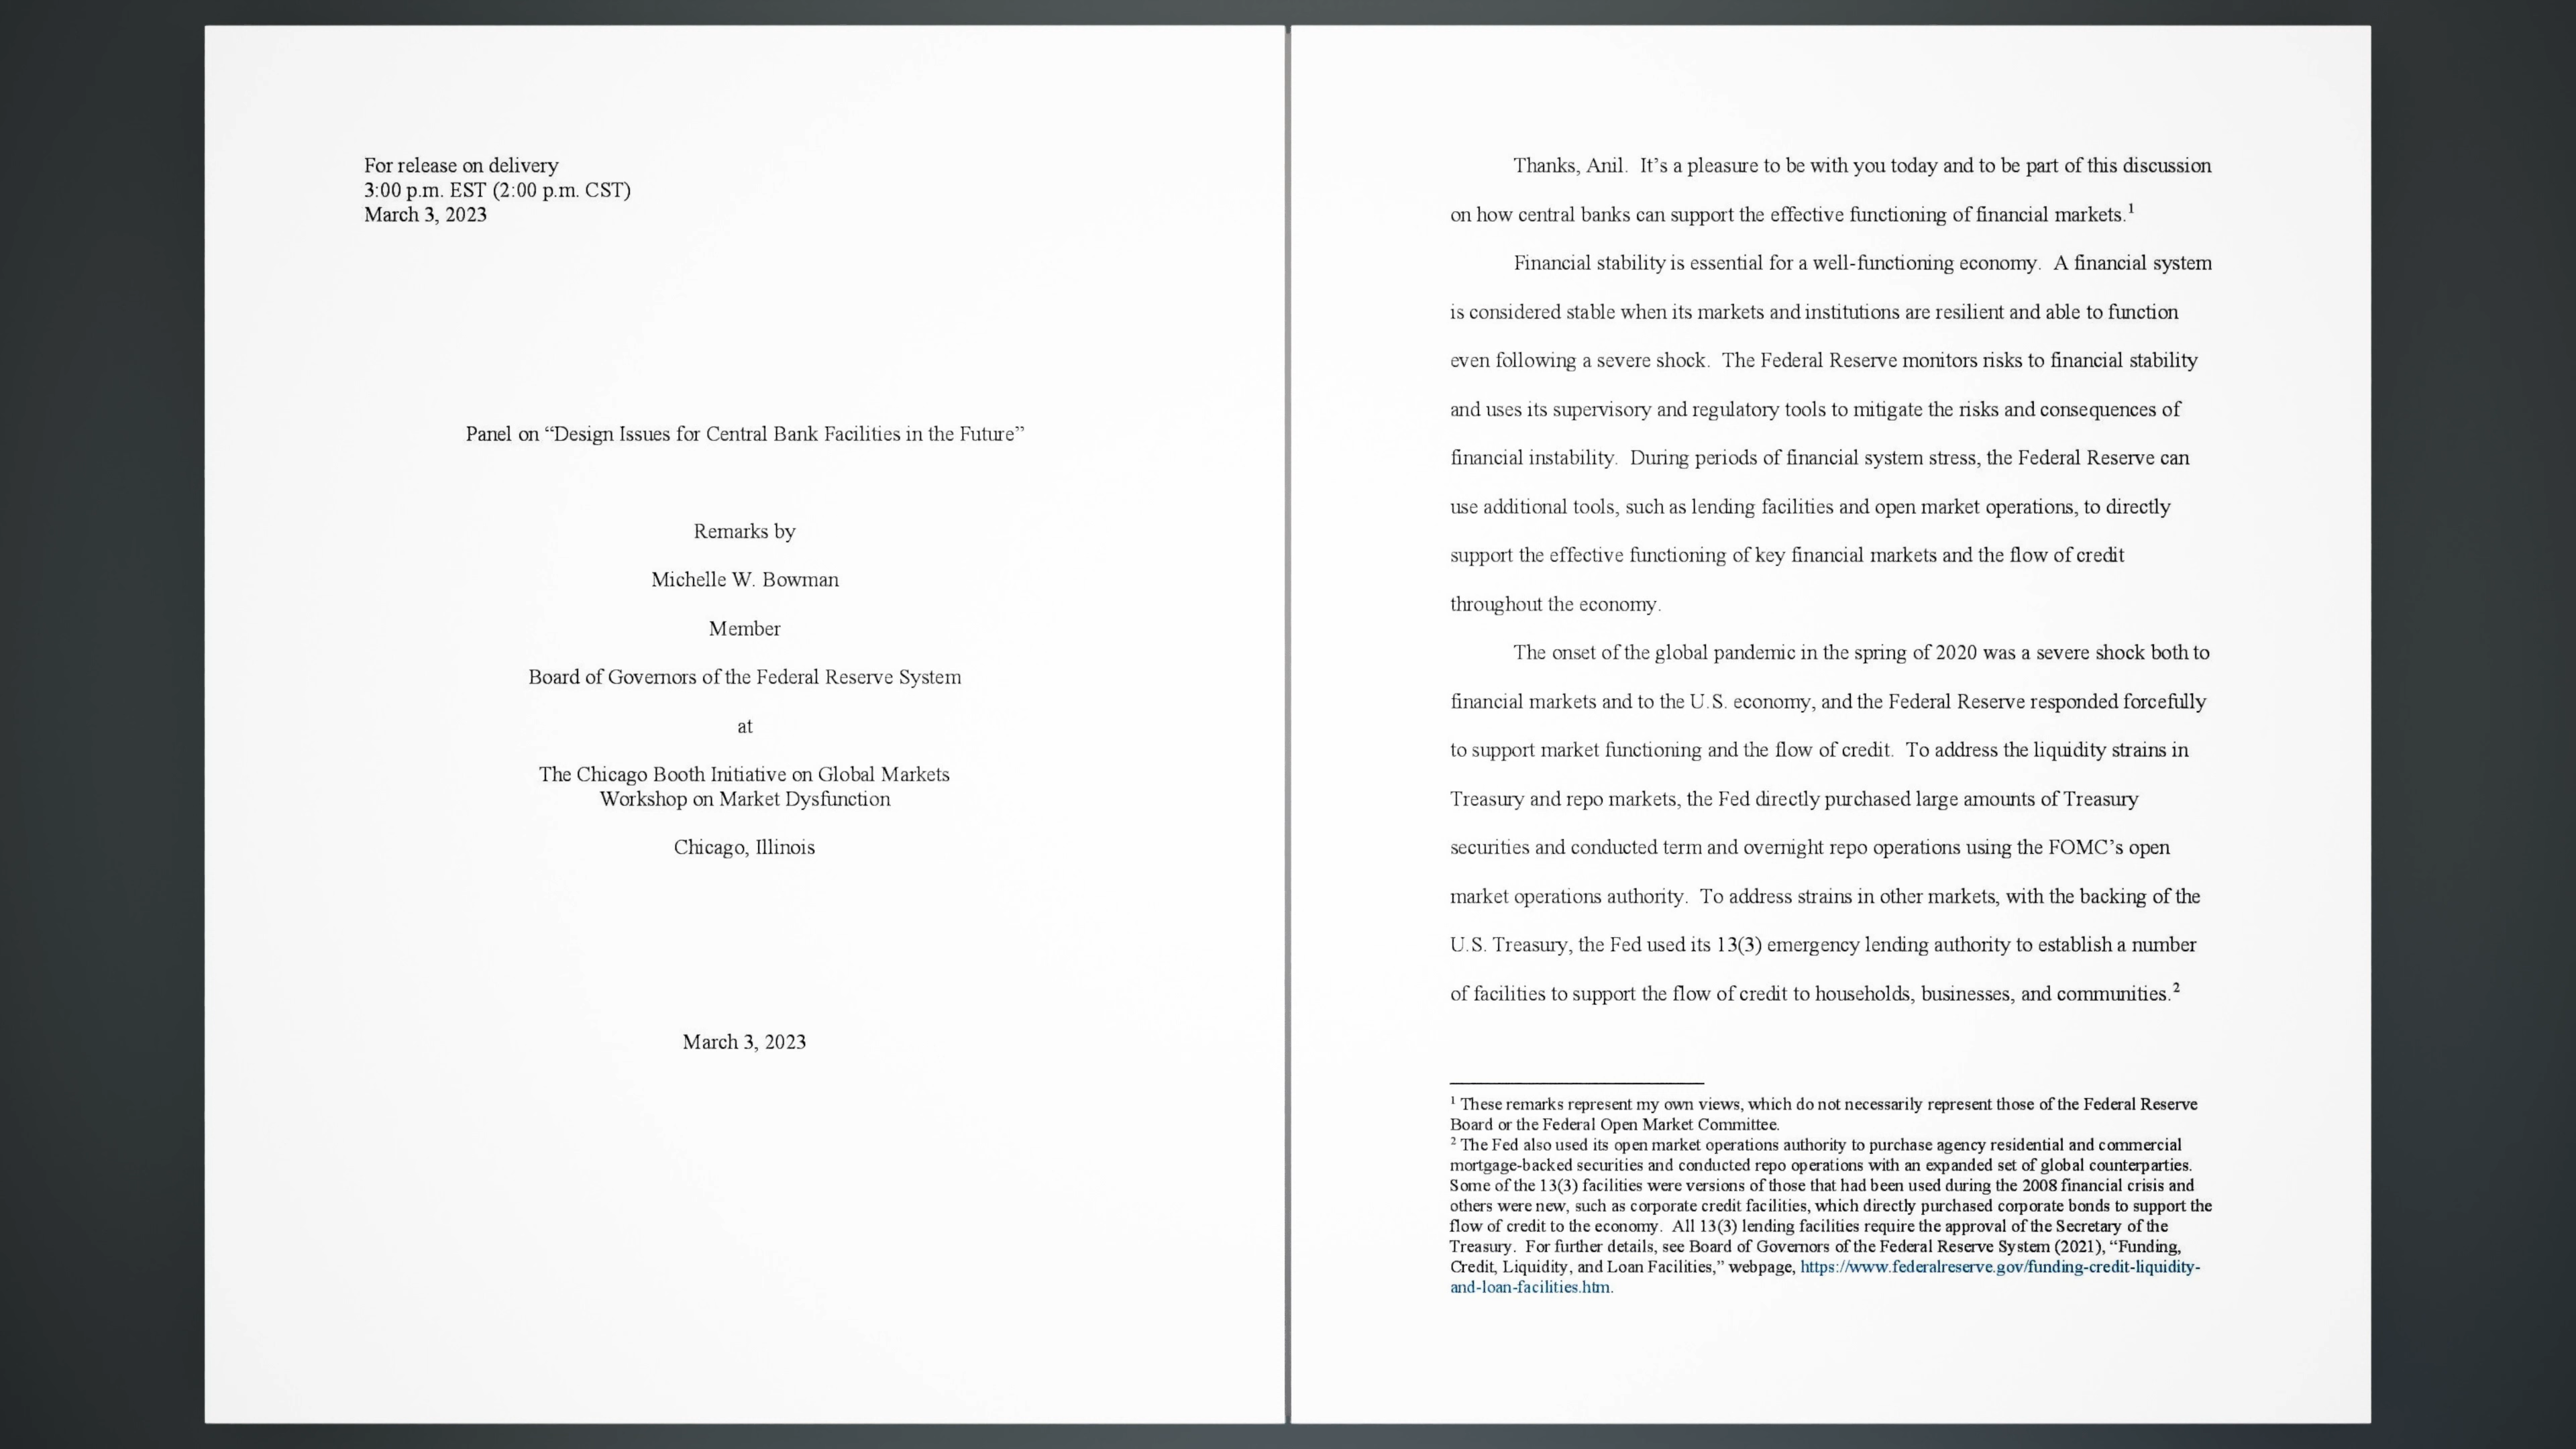 For release on delivery
3:00 p.m. EST (2:00 p.m. CST)
March 3, 2023
Panel on “Design Issues for Central Bank Facilities in the Future”
Remarks by
Michelle W. Bowman
Member
Board of Governors of the Federal Reserve System
at
The Chicago Booth Initiative on Global Markets
Workshop on Market Dysfunction
Chicago, Illinois
March 3, 2023
Thanks, Anil.  It’s a pleasure to be with you today and to be part of this discussion
on how central banks can support the effective functioning of financial markets.¹
Financial stability is essential for a well-functioning economy.  A financial system
is considered stable when its markets and institutions are resilient and able to function
even following a severe shock.  The Federal Reserve monitors risks to financial stability
and uses its supervisory and regulatory tools to mitigate the risks and consequences of
financial instability.  During periods of financial system stress, the Federal Reserve can
use additional tools, such as lending facilities and open market operations, to directly
support the effective functioning of key financial markets and the flow of credit
throughout the economy.
The onset of the global pandemic in the spring of 2020 was a severe shock both to
financial markets and to the U.S. economy, and the Federal Reserve responded forcefully
to support market functioning and the flow of credit.  To address the liquidity strains in
Treasury and repo markets, the Fed directly purchased large amounts of Treasury
securities and conducted term and overnight repo operations using the FOMC’s open
market operations authority.  To address strains in other markets, with the backing of the
U.S. Treasury, the Fed used its 13(3) emergency lending authority to establish a number
of facilities to support the flow of credit to households, businesses, and communities.²
¹ These remarks represent my own views, which do not necessarily represent those of the Federal Reserve
Board or the Federal Open Market Committee.
² The Fed also used its open market operations authority to purchase agency residential and commercial
mortgage-backed securities and conducted repo operations with an expanded set of global counterparties.
Some of the 13(3) facilities were versions of those that had been used during the 2008 financial crisis and
others were new, such as corporate credit facilities, which directly purchased corporate bonds to support the
flow of credit to the economy.  All 13(3) lending facilities require the approval of the Secretary of the
Treasury.  For further details, see Board of Governors of the Federal Reserve System (2021), “Funding,
Credit, Liquidity, and Loan Facilities,” webpage, https://www.federalreserve.gov/funding-credit-liquidity-
and-loan-facilities.htm.